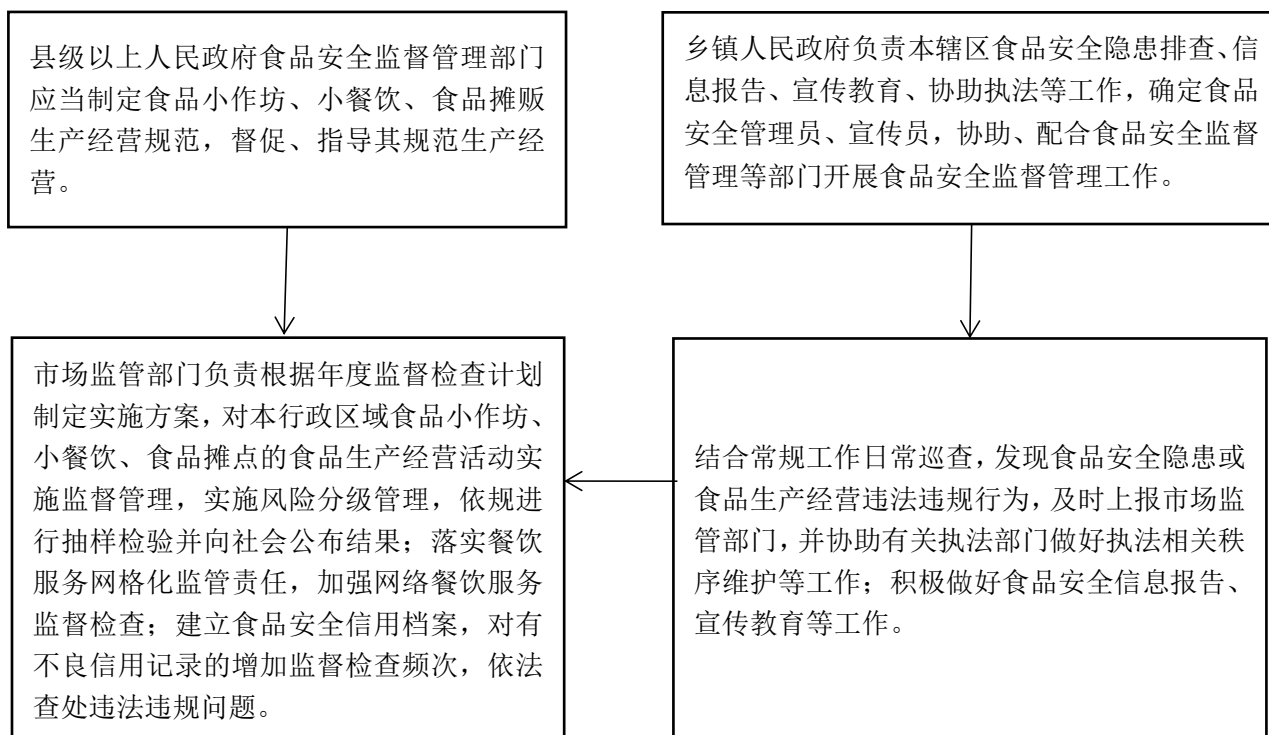 县级以上人民政府食品安全监督管理部门
应当制定食品小作坊、小餐饮、食品摊贩
生产经营规范，督促、指导其规范生产经
营。
乡镇人民政府负责本辖区食品安全隐患排查、信
息报告、宣传教育、协助执法等工作，确定食品
安全管理员、宣传员，协助、配合食品安全监督
管理等部门开展食品安全监督管理工作。
市场监管部门负责根据年度监督检查计划
制定实施方案，对本行政区域食品小作坊、
小餐饮、食品摊点的食品生产经营活动实
施监督管理，实施风险分级管理，依规进
行抽样检验并向社会公布结果；落实餐饮
服务网格化监管责任，加强网络餐饮服务
监督检查；建立食品安全信用档案，对有
不良信用记录的增加监督检查频次，依法
查处违法违规问题。
结合常规工作日常巡查，发现食品安全隐患或
食品生产经营违法违规行为，及时上报市场监
管部门，并协助有关执法部门做好执法相关秩
序维护等工作；积极做好食品安全信息报告、
宣传教育等工作。